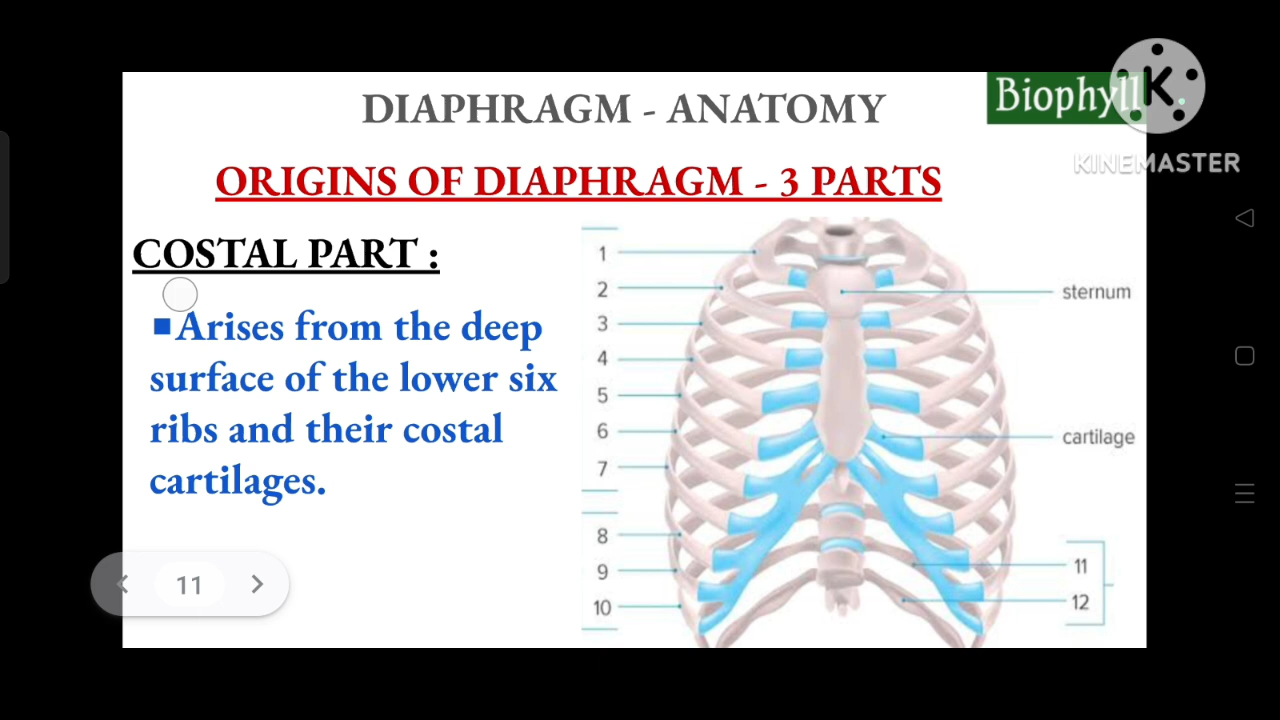 DIAPHRAGM - ANATOMY
Biophyll
K.
KINEMASTER
ORIGINS OF DIAPHRAGM - 3 PARTS
COSTAL PART :
▪Arises from the deep
surface of the lower six
ribs and their costal
cartilages.
1
2
3
4
5
6
7
8
9
10
sternum
cartilage
11
12
< 11 >